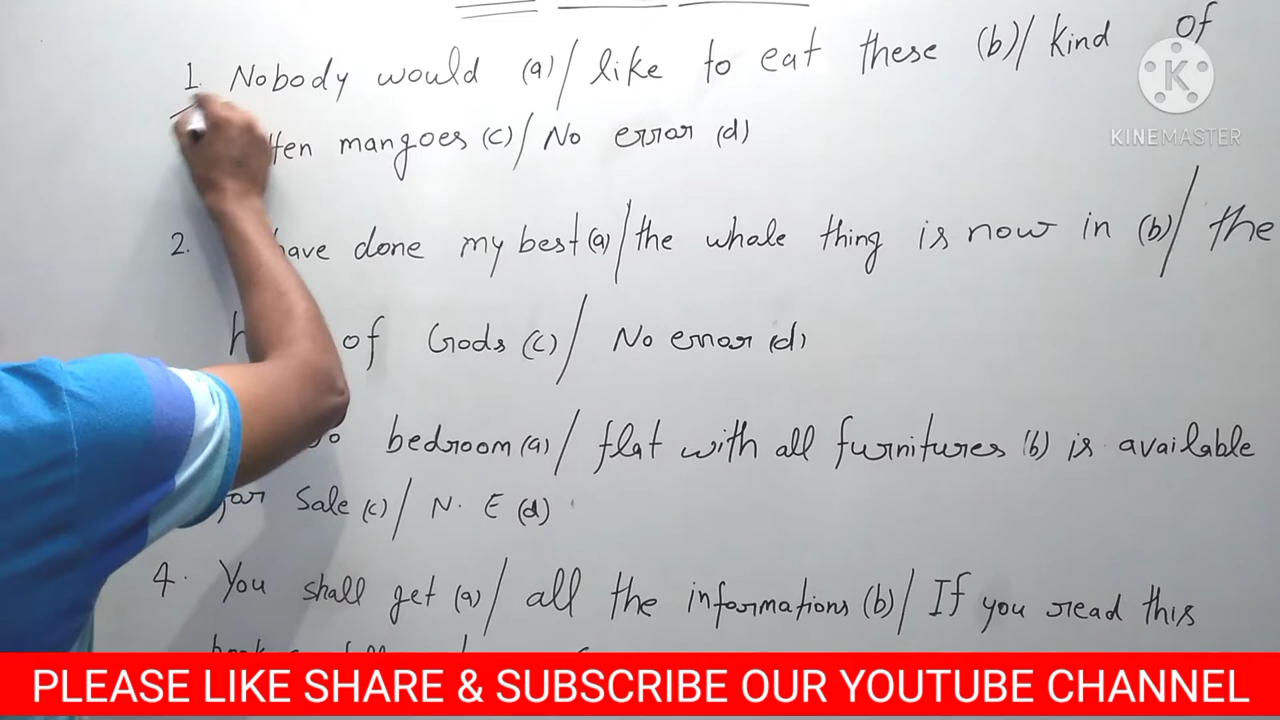 1. Nobody would (a)/ like to eat these (b)/ kind of
mangoes (c)/ No error (d)
2. have done my best (a)/ the whole thing is now in (b)/ the
of Gods (c)/ No error (d)
bedroom (a)/ flat with all furnitures (b) is available
for Sale (c)/ N. E (d)
4. You shall get (a)/ all the informations (b)/ If you read this
KINEMASTER
PLEASE LIKE SHARE & SUBSCRIBE OUR YOUTUBE CHANNEL